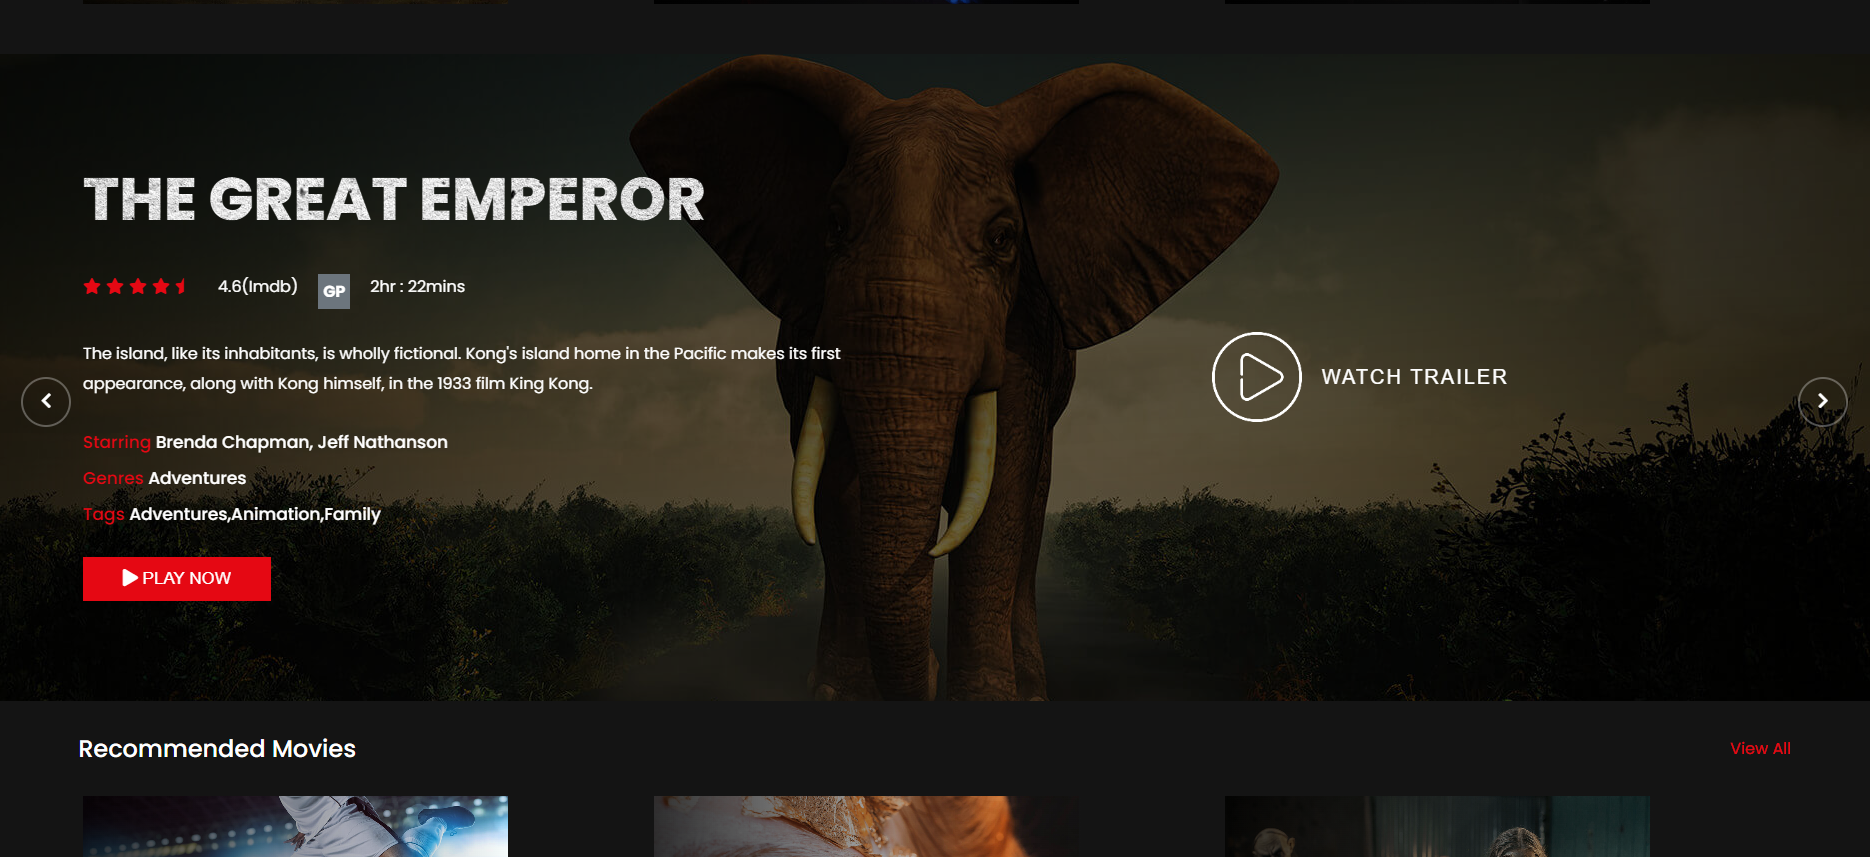 THE GREAT EMPEROR
4.6(Imdb) GP 2hr : 22mins
The island, like its inhabitants, is wholly fictional. Kong's island home in the Pacific makes its first
appearance, along with Kong himself, in the 1933 film King Kong.
WATCH TRAILER
Starring Brenda Chapman, Jeff Nathanson
Genres Adventures
Tags Adventures,Animation,Family
PLAY NOW
Recommended Movies
View All